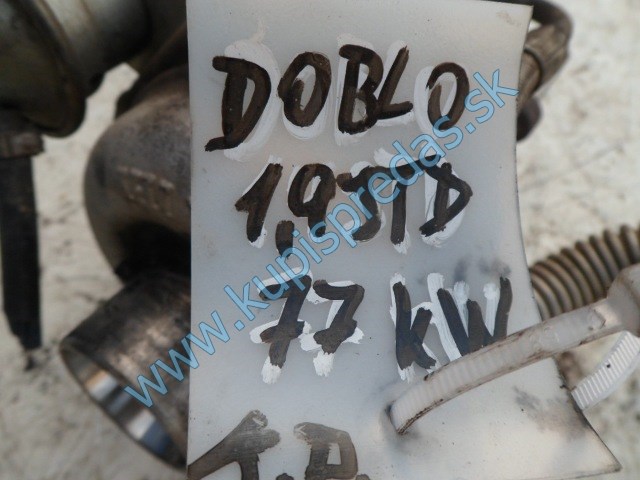 DOBLO
1,9JTD
77 kW
J.P.
www.kupispredas.sk